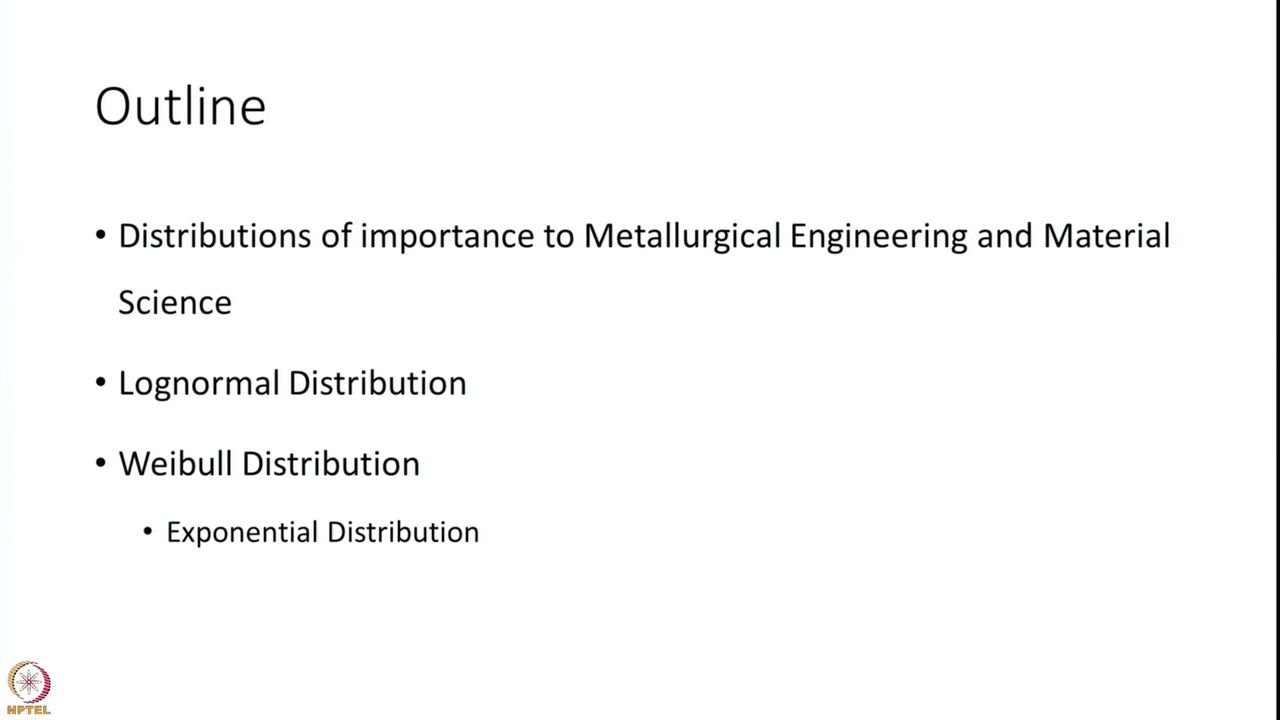 Outline
• Distributions of importance to Metallurgical Engineering and Material
Science
• Lognormal Distribution
• Weibull Distribution
• Exponential Distribution
NPTEL